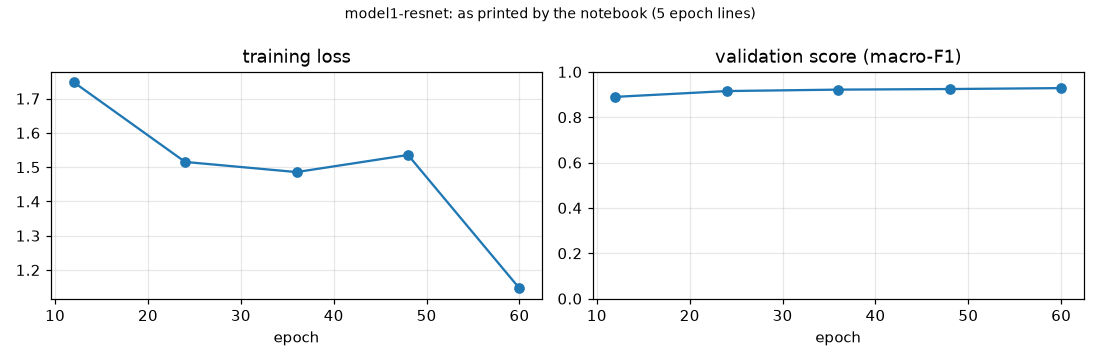 model1-resnet: as printed by the notebook (5 epoch lines)
training loss
1.7
1.6
1.5
1.4
1.3
1.2
10 20 30 40 50 60
epoch
validation score (macro-F1)
1.0
0.8
0.6
0.4
0.2
0.0
10 20 30 40 50 60
epoch